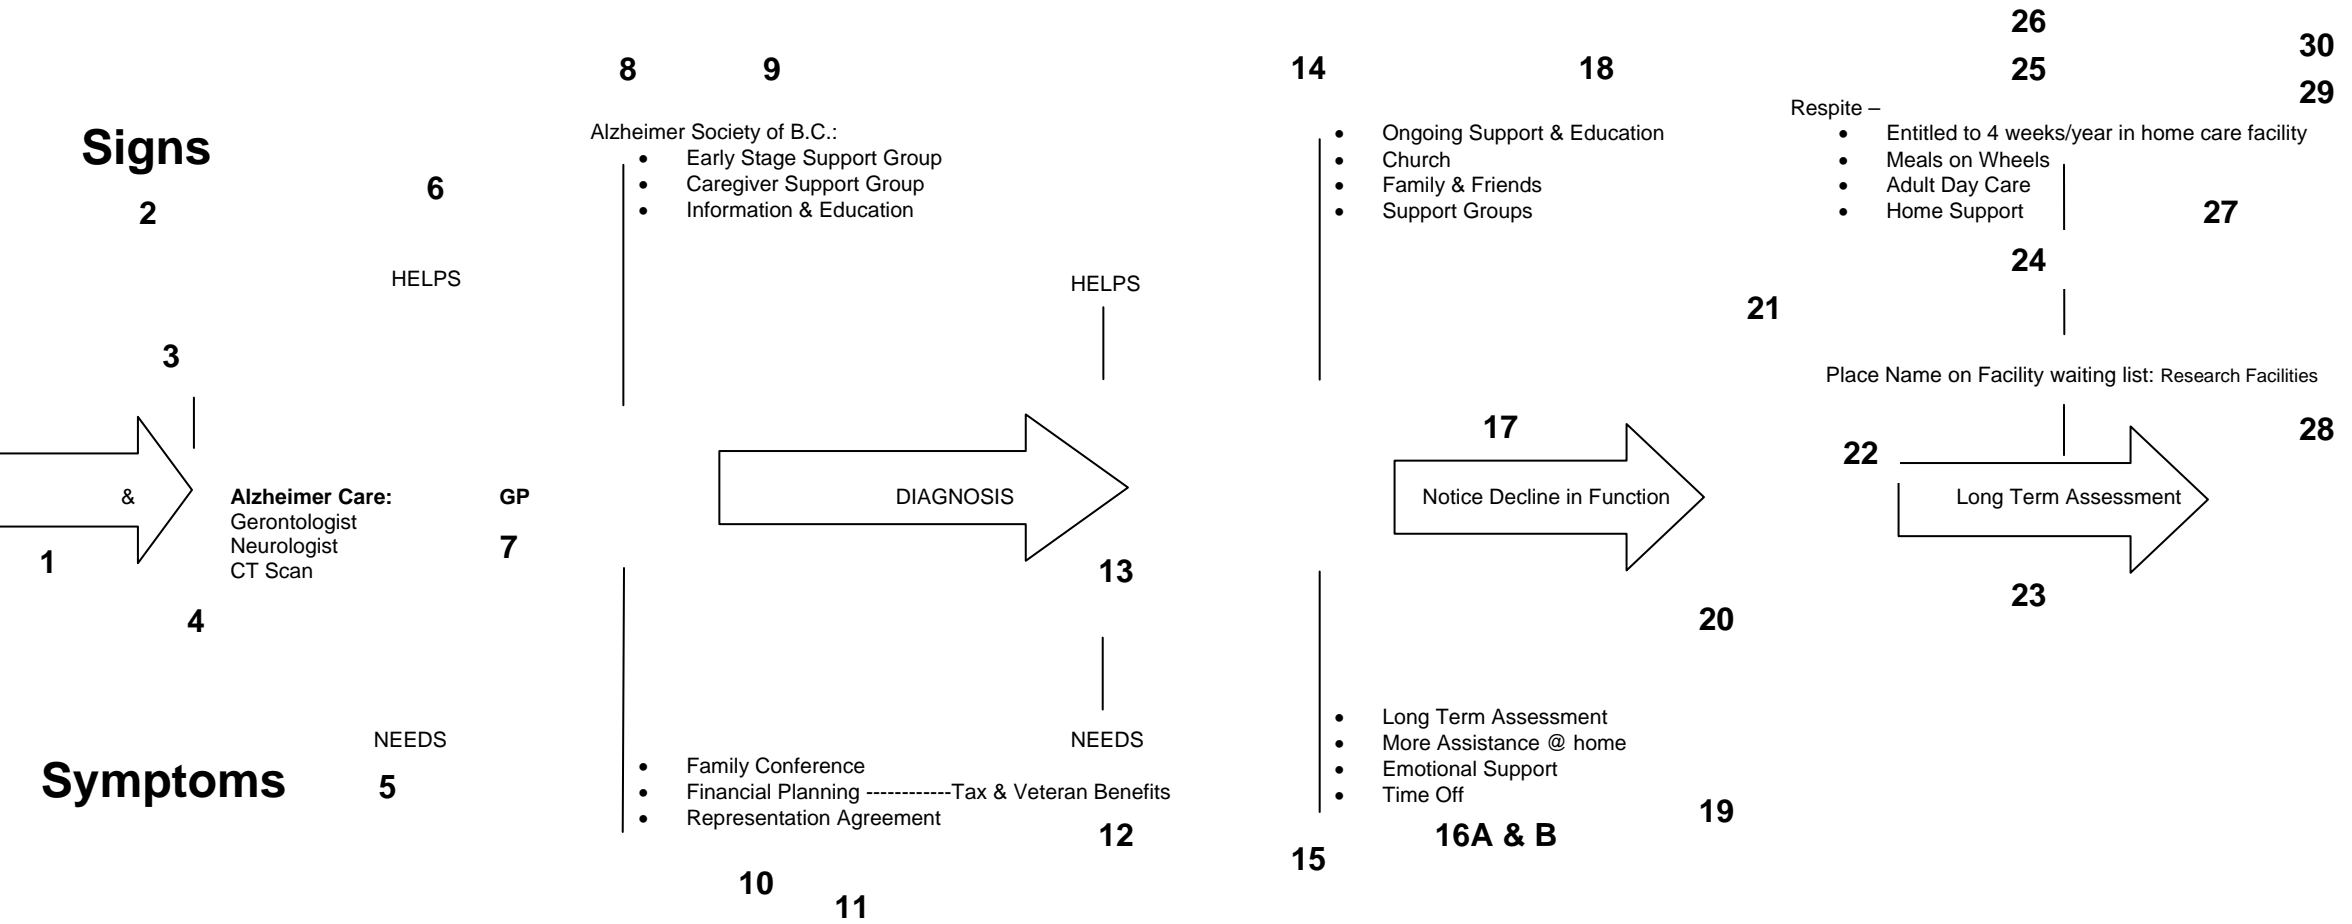 26
30
8 9 14 18 25
29
Respite –
Signs
Alzheimer Society of B.C.:
• Early Stage Support Group
• Caregiver Support Group
• Information & Education
• Ongoing Support & Education
• Church
• Family & Friends
• Support Groups
• Entitled to 4 weeks/year in home care facility
• Meals on Wheels
• Adult Day Care
• Home Support
6
2
27
24
HELPS
HELPS
21
3
Place Name on Facility waiting list: Research Facilities
17
28
22
&
Alzheimer Care: GP
Gerontologist
Neurologist
CT Scan
7
1
DIAGNOSIS
Notice Decline in Function
Long Term Assessment
13
23
4
20
NEEDS
Symptoms
5
• Family Conference
• Financial Planning ------------Tax & Veteran Benefits
• Representation Agreement
NEEDS
12
• Long Term Assessment
• More Assistance @ home
• Emotional Support
• Time Off
19
16A & B
15
10
11